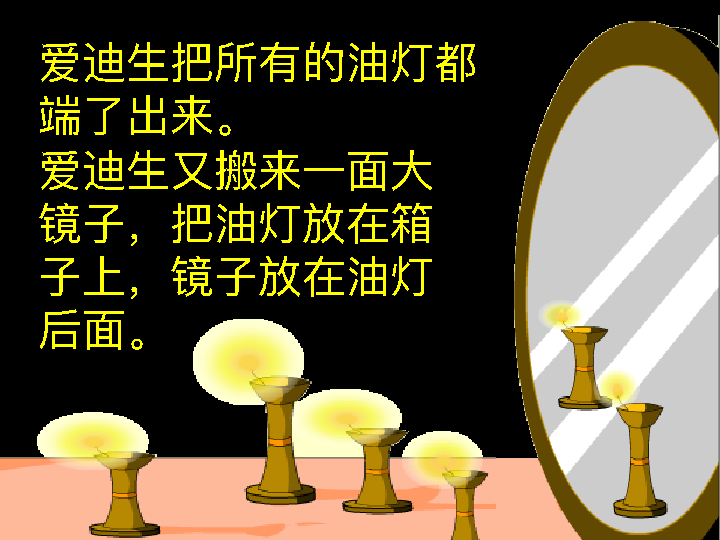 爱迪生把所有的油灯都
端了出来。
爱迪生又搬来一面大
镜子，把油灯放在箱
子上，镜子放在油灯
后面。